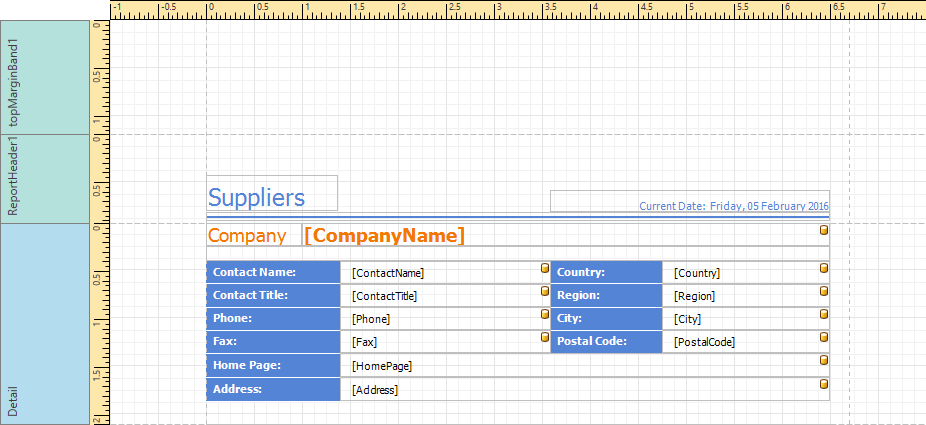 -1 -0.5 0 0.5 1 1.5 2 2.5 3 3.5 4 4.5 5 5.5 6 6.5 7
topMarginBand1
0
0.5
1
ReportHeader1
0
0.5
Suppliers
Current Date: Friday, 05 February 2016
Detail
0
0.5
1
1.5
2
Company [CompanyName]
Contact Name: [ContactName] Country: [Country]
Contact Title: [ContactTitle] Region: [Region]
Phone: [Phone] City: [City]
Fax: [Fax] Postal Code: [PostalCode]
Home Page: [HomePage]
Address: [Address]